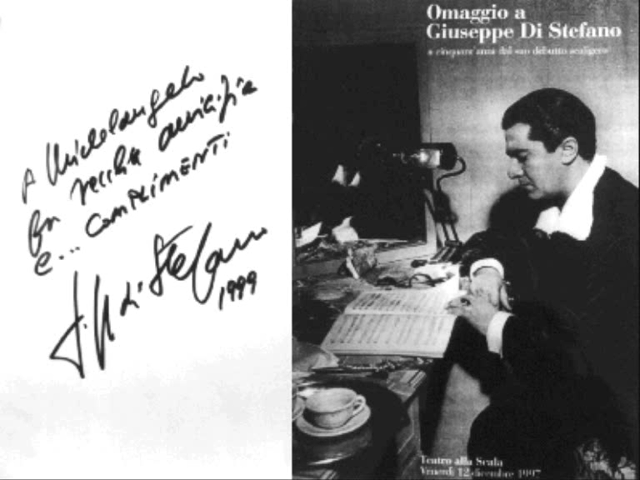 A Michelangelo
con vecchia amicizia
e... COMPLIMENTI
di Stefano
1999
Omaggio a
Giuseppe Di Stefano
a cinquant'anni dal suo debutto scaligero
Teatro alla Scala
Venerdì 12 dicembre 1997